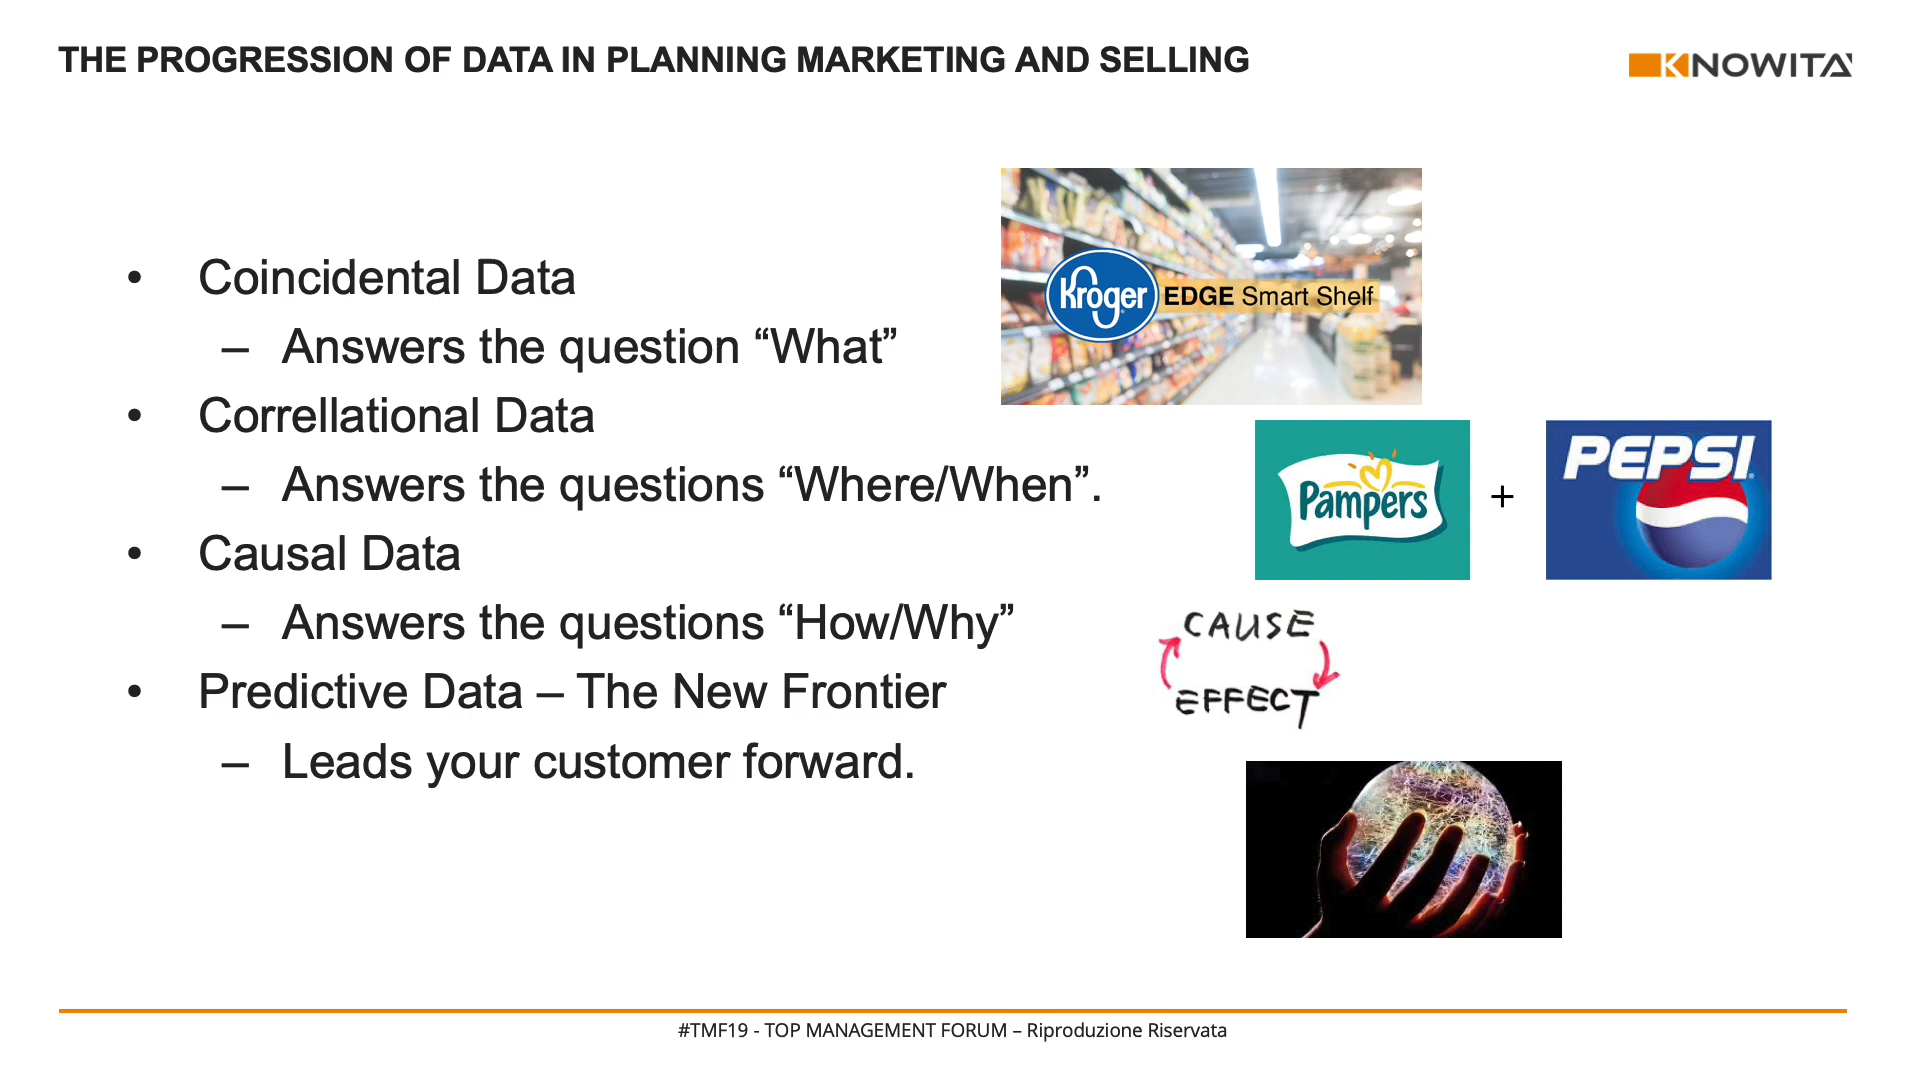 THE PROGRESSION OF DATA IN PLANNING MARKETING AND SELLING
KNOWITA
• Coincidental Data
– Answers the question “What”
• Correllational Data
– Answers the questions “Where/When”.
• Causal Data
– Answers the questions “How/Why”
• Predictive Data – The New Frontier
– Leads your customer forward.
Kroger EDGE Smart Shelf
Pampers + PEPSI
CAUSE
EFFECT
#TMF19 - TOP MANAGEMENT FORUM – Riproduzione Riservata